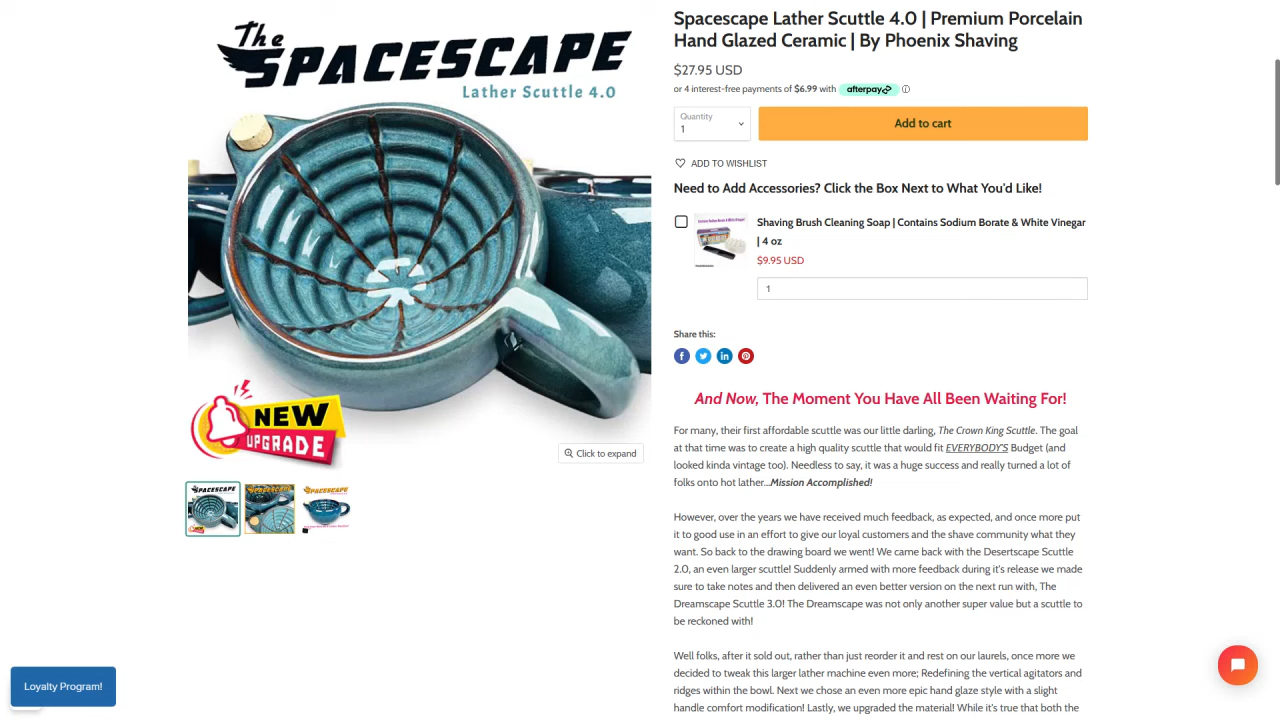 The
SPACESCAPE
Lather Scuttle 4.0
NEW
UPGRADE
Click to expand
SPACESCAPE
SPACESCAPE
SPACESCAPE
Loyalty Program!
Spacescape Lather Scuttle 4.0 | Premium Porcelain
Hand Glazed Ceramic | By Phoenix Shaving
$27.95 USD
or 4 interest-free payments of $6.99 with afterpay ⓘ
Quantity
1
Add to cart
ADD TO WISHLIST
Need to Add Accessories? Click the Box Next to What You'd Like!
Shaving Brush Cleaning Soap | Contains Sodium Borate & White Vinegar
| 4 oz
$9.95 USD
1
Share this:
And Now, The Moment You Have All Been Waiting For!
For many, their first affordable scuttle was our little darling, The Crown King Scuttle. The goal
at that time was to create a high quality scuttle that would fit EVERYBODY'S Budget (and
looked kinda vintage too). Needless to say, it was a huge success and really turned a lot of
folks onto hot lather...Mission Accomplished!
However, over the years we have received much feedback, as expected, and once more put
it to good use in an effort to give our loyal customers and the shave community what they
want. So back to the drawing board we went! We came back with the Desertscape Scuttle
2.0, an even larger scuttle! Suddenly armed with more feedback during it's release we made
sure to take notes and then delivered an even better version on the next run with, The
Dreamscape Scuttle 3.0! The Dreamscape was not only another super value but a scuttle to
be reckoned with!
Well folks, after it sold out, rather than just reorder it and rest on our laurels, once more we
decided to tweak this larger lather machine even more; Redefining the vertical agitators and
ridges within the bowl. Next we chose an even more epic hand glaze style with a slight
handle comfort modification! Lastly, we upgraded the material! While it's true that both the